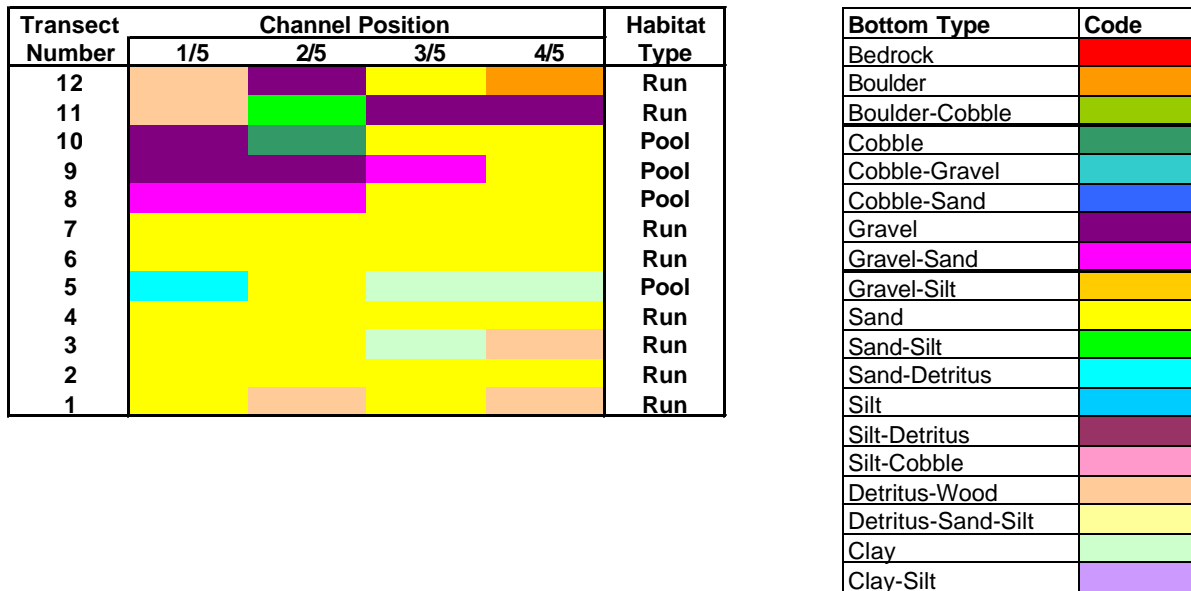 Transect Channel Position Habitat
Number 1/5 2/5 3/5 4/5 Type
12 Run
11 Run
10 Pool
9 Pool
8 Pool
7 Run
6 Run
5 Pool
4 Run
3 Run
2 Run
1 Run
Bottom Type Code
Bedrock
Boulder
Boulder-Cobble
Cobble
Cobble-Gravel
Cobble-Sand
Gravel
Gravel-Sand
Gravel-Silt
Sand
Sand-Silt
Sand-Detritus
Silt
Silt-Detritus
Silt-Cobble
Detritus-Wood
Detritus-Sand-Silt
Clay
Clay-Silt